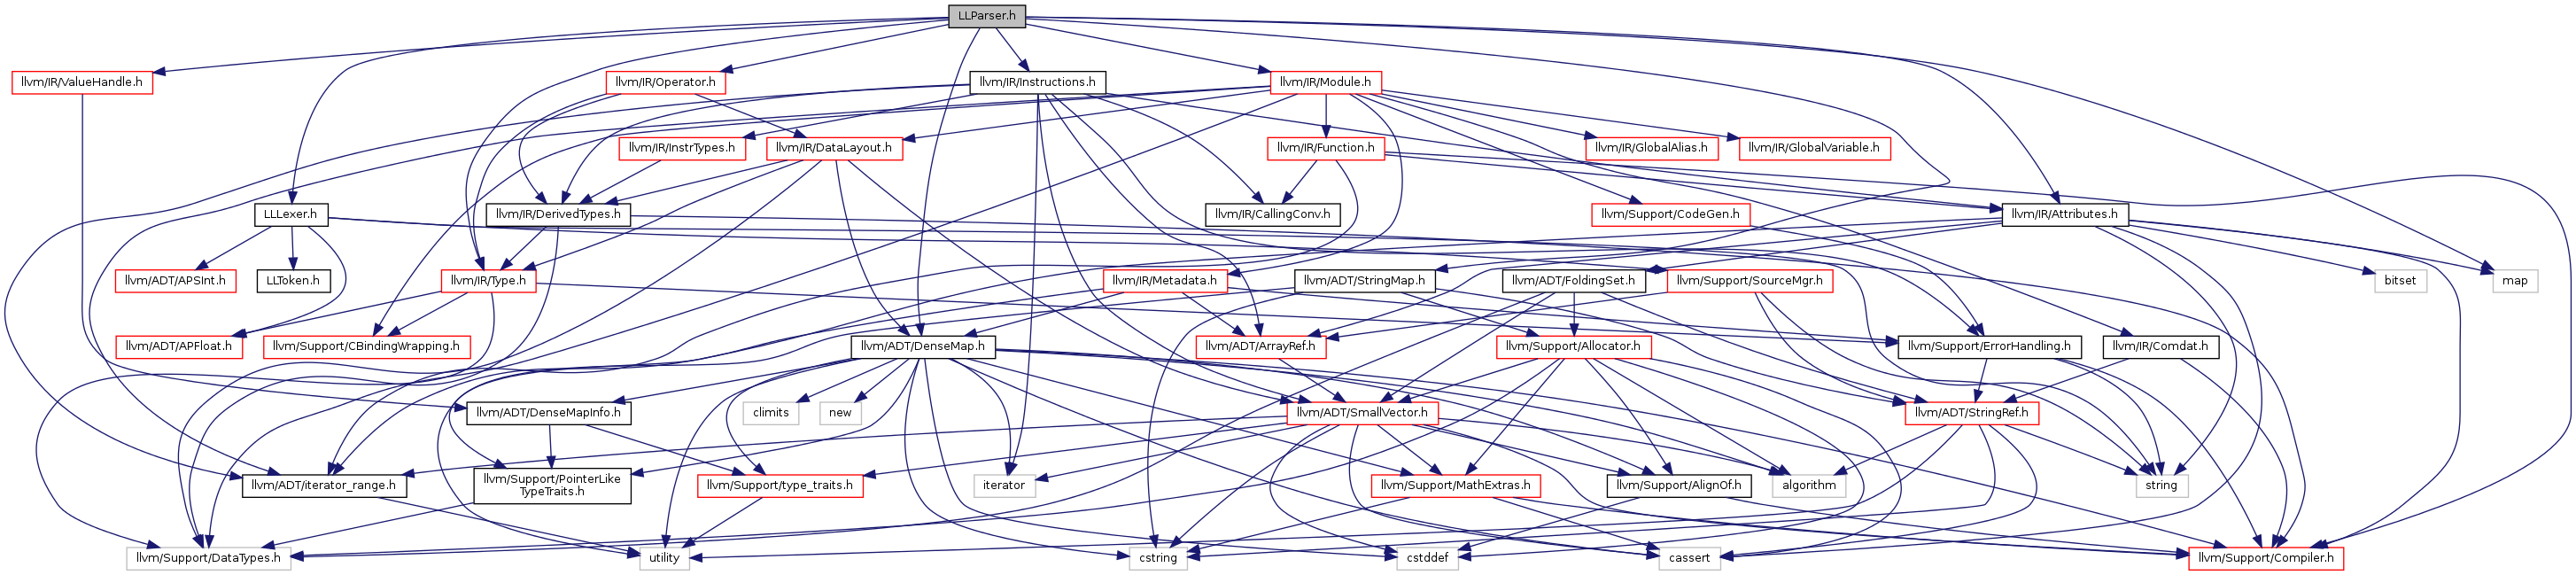 LLParser.h
llvm/IR/ValueHandle.h
llvm/IR/Operator.h
llvm/IR/Instructions.h
llvm/IR/Module.h
llvm/IR/InstrTypes.h
llvm/IR/DataLayout.h
llvm/IR/Function.h
llvm/IR/GlobalAlias.h
llvm/IR/GlobalVariable.h
LLLexer.h
llvm/IR/DerivedTypes.h
llvm/IR/CallingConv.h
llvm/Support/CodeGen.h
llvm/IR/Attributes.h
llvm/ADT/APSInt.h
LLToken.h
llvm/IR/Type.h
llvm/IR/Metadata.h
llvm/ADT/StringMap.h
llvm/ADT/FoldingSet.h
llvm/Support/SourceMgr.h
bitset
map
llvm/ADT/APFloat.h
llvm/Support/CBindingWrapping.h
llvm/ADT/DenseMap.h
llvm/ADT/ArrayRef.h
llvm/Support/Allocator.h
llvm/Support/ErrorHandling.h
llvm/IR/Comdat.h
llvm/ADT/DenseMapInfo.h
climits
new
llvm/ADT/SmallVector.h
llvm/ADT/StringRef.h
llvm/ADT/iterator_range.h
llvm/Support/PointerLike
TypeTraits.h
llvm/Support/type_traits.h
iterator
llvm/Support/MathExtras.h
llvm/Support/AlignOf.h
algorithm
string
llvm/Support/DataTypes.h
utility
cstring
cstddef
cassert
llvm/Support/Compiler.h